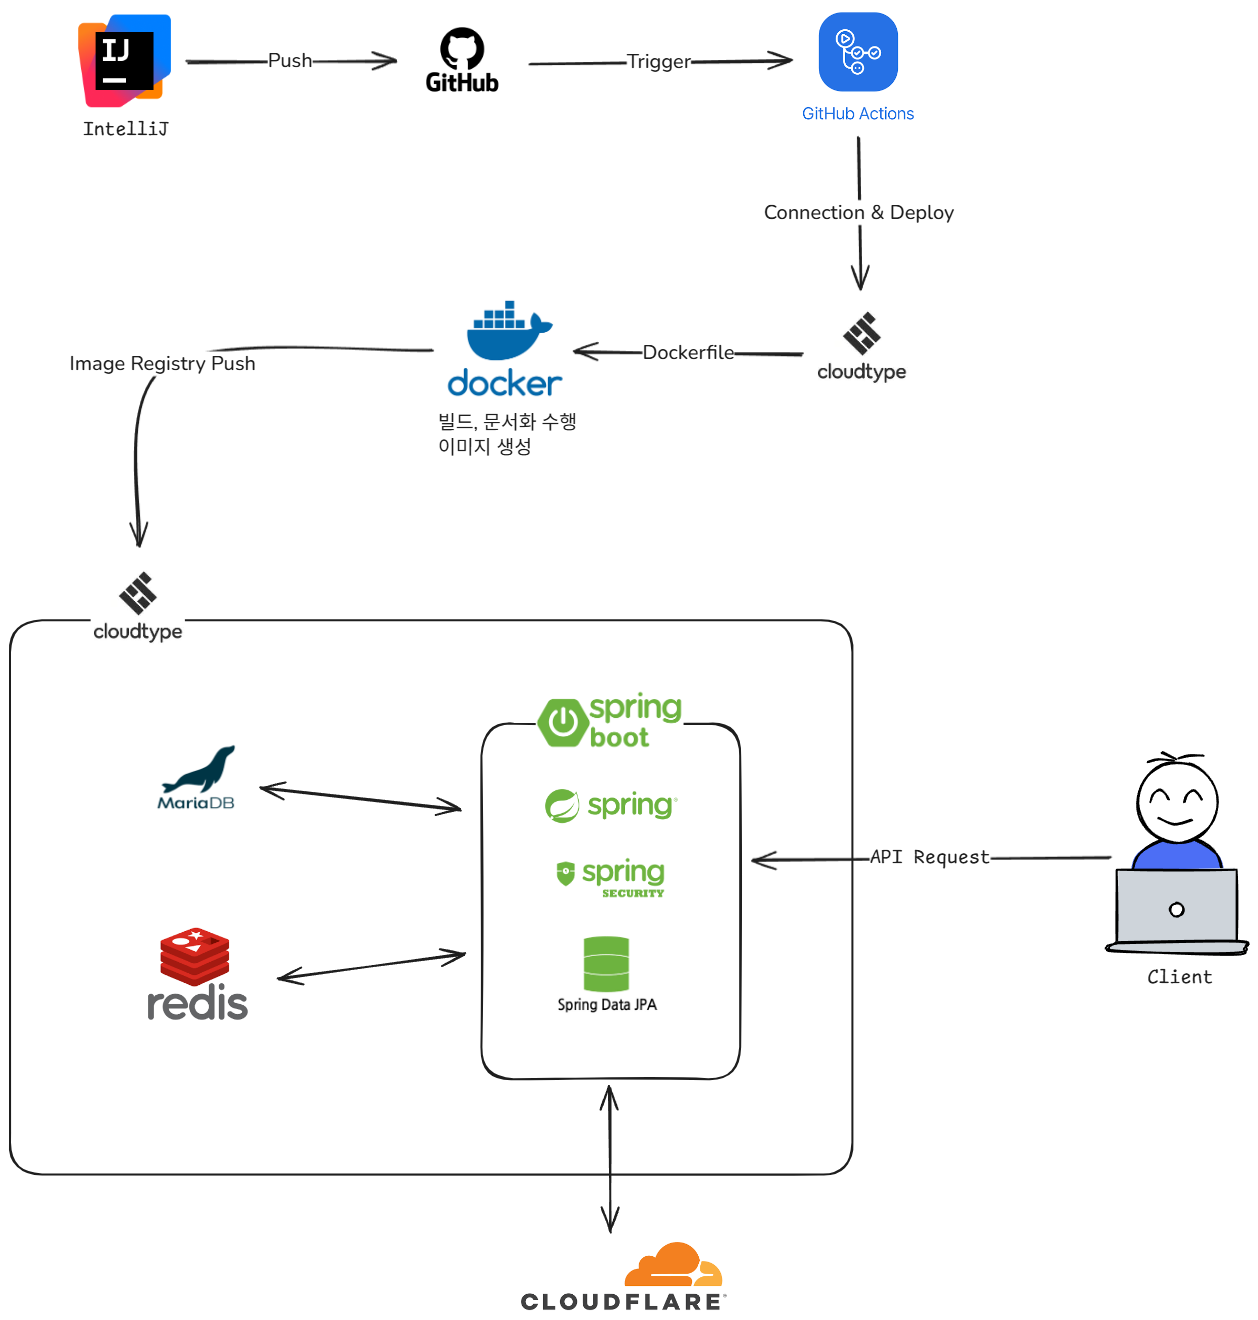 IJ
IntelliJ
Push
GitHub
Trigger
GitHub Actions
Connection & Deploy
cloudtype
Dockerfile
docker
빌드, 문서화 수행
이미지 생성
Image Registry Push
cloudtype
spring
boot
MariaDB
spring®
spring
SECURITY
API Request
redis
Spring Data JPA
Client
CLOUDFLARE®